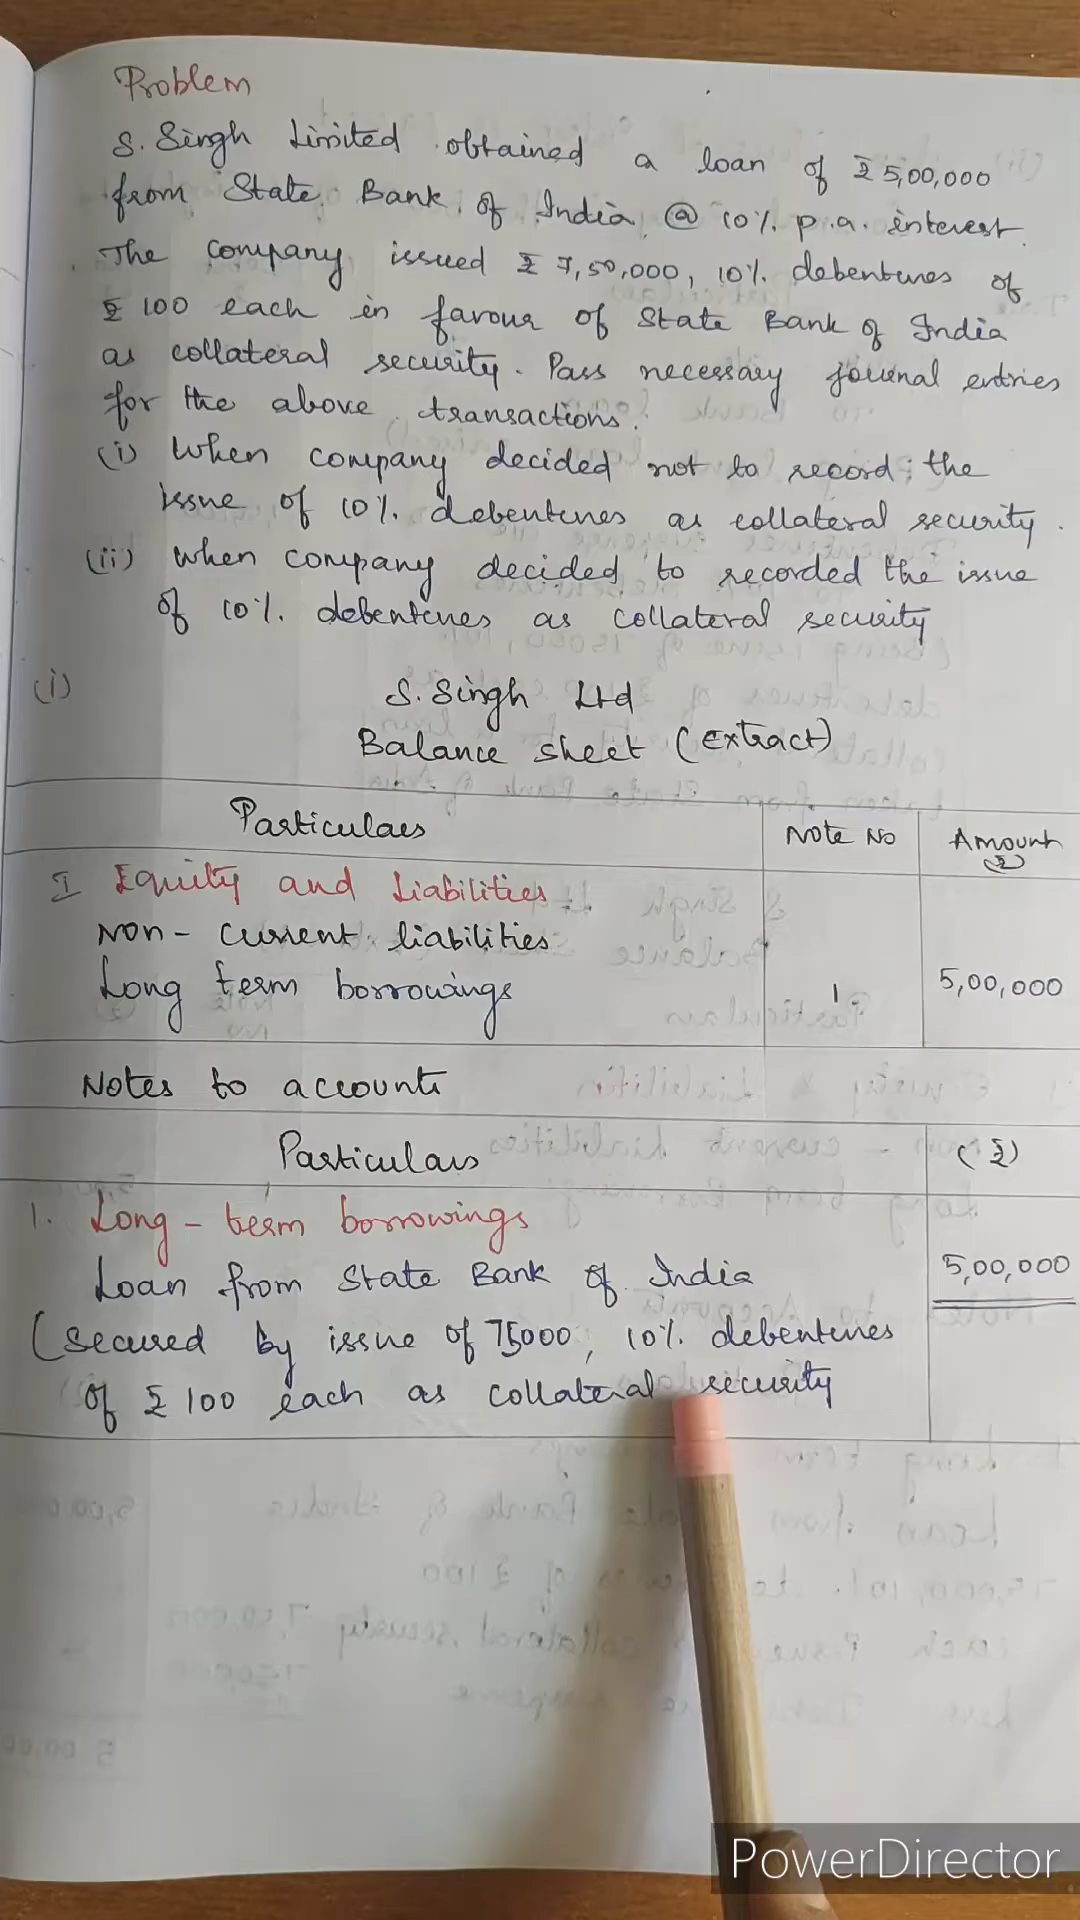 Problem
S. Singh Limited obtained a loan of ₹ 5,00,000
from State Bank of India @ 10% p.a. interest.
The company issued ₹ 7,50,000, 10% debentures of
₹ 100 each in favour of State Bank of India
as collateral security. Pass necessary journal entries
for the above transactions.
(i) When company decided not to record the
issue of 10% debentures as collateral security.
(ii) When company decided to recorded the issue
of 10% debentures as collateral security
(i) S. Singh Ltd
Balance sheet (extract)
Particulars Note No Amount (₹)
I Equity and Liabilities
Non-current liabilities
Long term borrowings 1. 5,00,000
Notes to accounts
Particulars (₹)
1. Long-term borrowings
Loan from State Bank of India 5,00,000
(secured by issue of 75000, 10% debentures
of ₹ 100 each as collateral security
PowerDirector